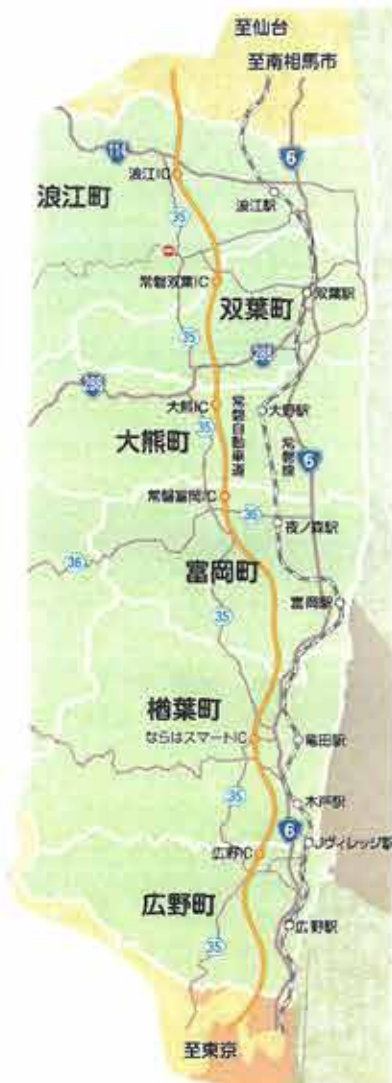 至仙台
至南相馬市
6
114
浪江IC
浪江町
35
浪江駅
常磐双葉IC
双葉駅
双葉町
35
288
288
大熊IC
35
大野駅
大熊町
常磐自動車道
常磐線
6
常磐富岡IC
36
夜ノ森駅
36
富岡町
富岡駅
35
楢葉町
ならはスマートIC
竜田駅
35
木戸駅
6
Jヴィレッジ駅
広野IC
広野町
広野駅
35
至東京